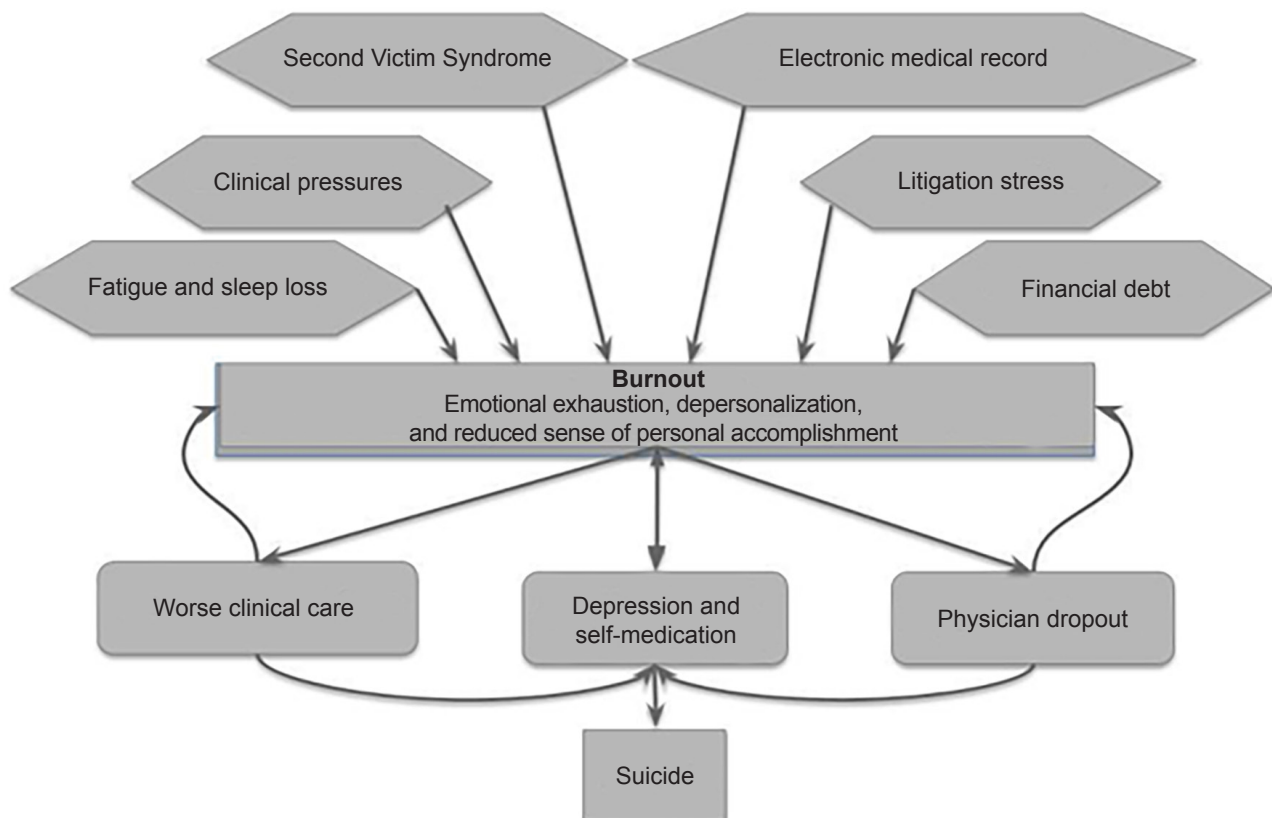 Second Victim Syndrome
Electronic medical record
Clinical pressures
Litigation stress
Fatigue and sleep loss
Financial debt
Burnout
Emotional exhaustion, depersonalization,
and reduced sense of personal accomplishment
Worse clinical care
Depression and
self-medication
Physician dropout
Suicide